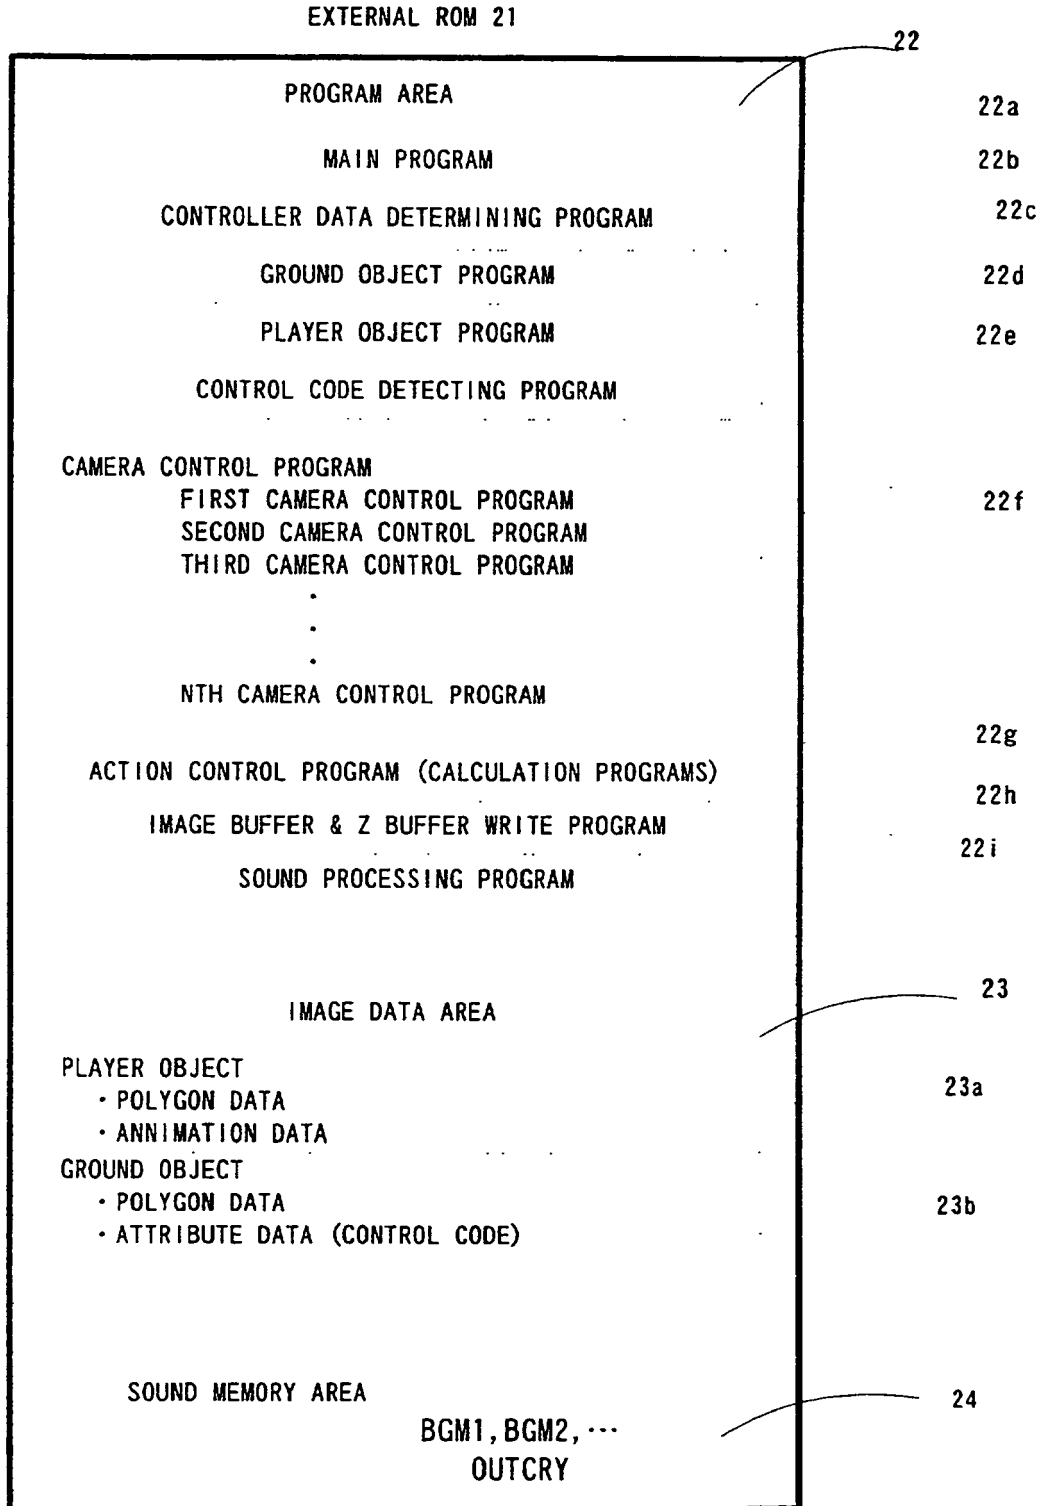 EXTERNAL ROM 21
22
PROGRAM AREA
22a
MAIN PROGRAM
22b
CONTROLLER DATA DETERMINING PROGRAM
22c
GROUND OBJECT PROGRAM
22d
PLAYER OBJECT PROGRAM
22e
CONTROL CODE DETECTING PROGRAM
CAMERA CONTROL PROGRAM
FIRST CAMERA CONTROL PROGRAM
22f
SECOND CAMERA CONTROL PROGRAM
THIRD CAMERA CONTROL PROGRAM
·
·
·
NTH CAMERA CONTROL PROGRAM
22g
ACTION CONTROL PROGRAM (CALCULATION PROGRAMS)
22h
IMAGE BUFFER & Z BUFFER WRITE PROGRAM
22i
SOUND PROCESSING PROGRAM
23
IMAGE DATA AREA
PLAYER OBJECT
23a
· POLYGON DATA
· ANNIMATION DATA
GROUND OBJECT
· POLYGON DATA
23b
· ATTRIBUTE DATA (CONTROL CODE)
SOUND MEMORY AREA
24
BGM1, BGM2, ···
OUTCRY